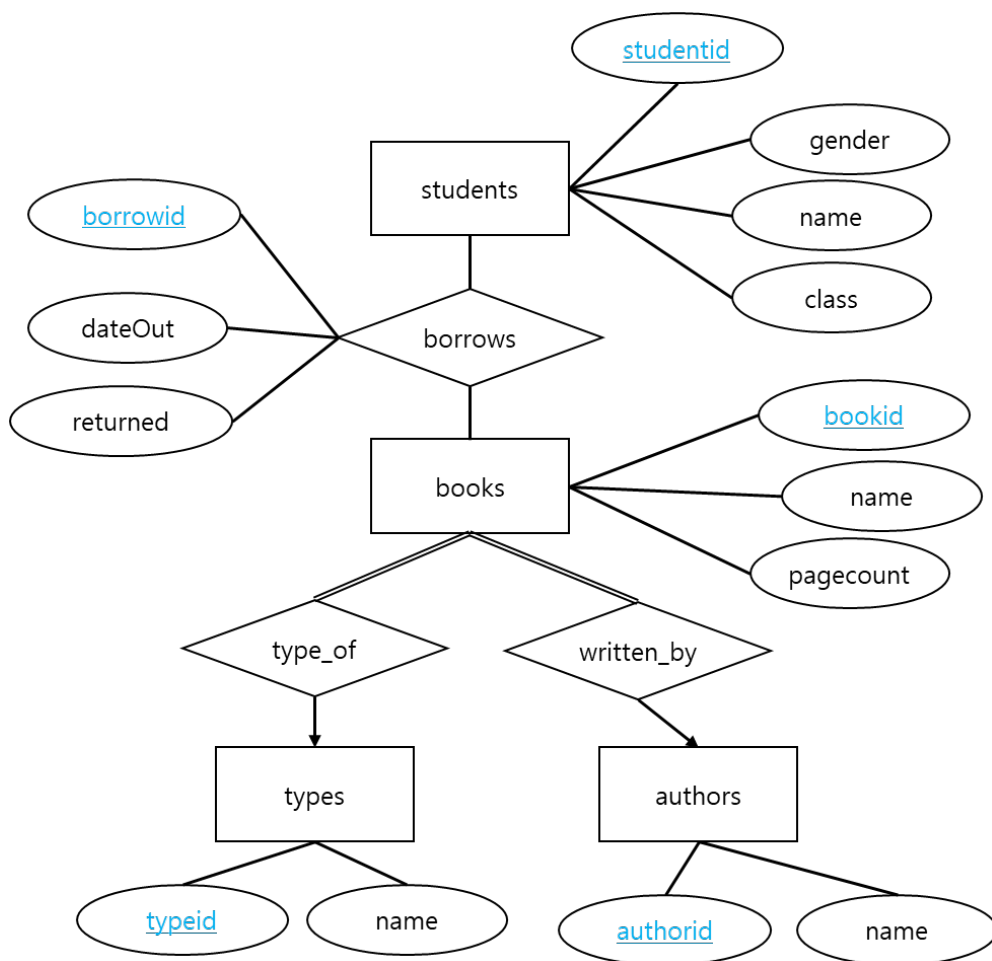 studentid
gender
students
name
borrowid
class
dateOut
borrows
returned
bookid
books
name
pagecount
type_of
written_by
types
authors
typeid
name
authorid
name